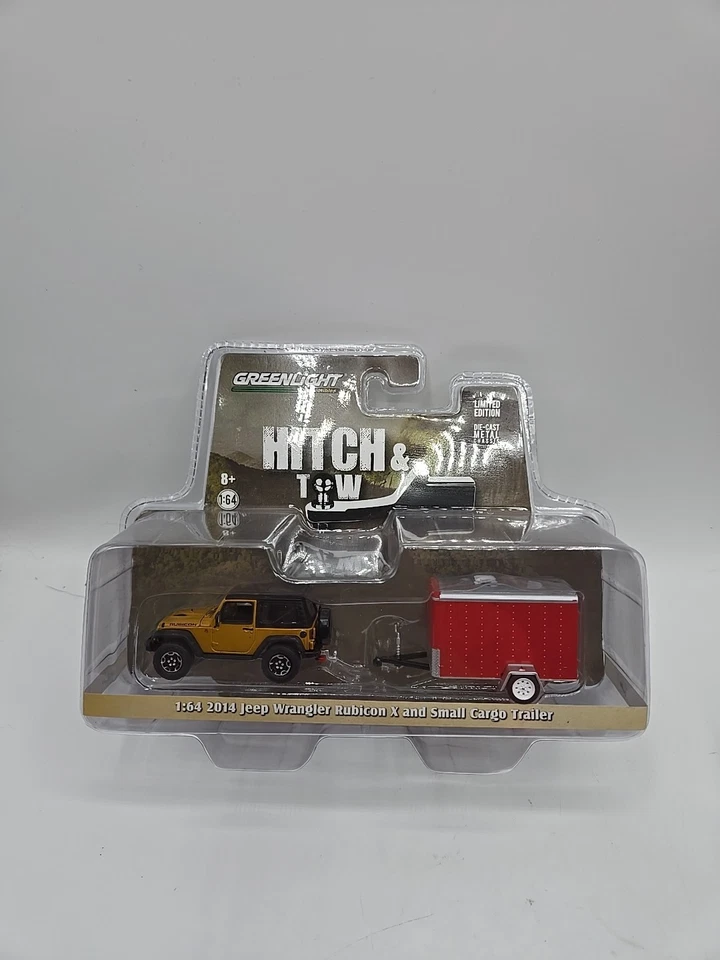 GREENLIGHT
LIMITED
EDITION
DIE-CAST
METAL
CHASSIS
HITCH &
TOW
8+
1:64
RUBICON
1:64 2014 Jeep Wrangler Rubicon X and Small Cargo Trailer